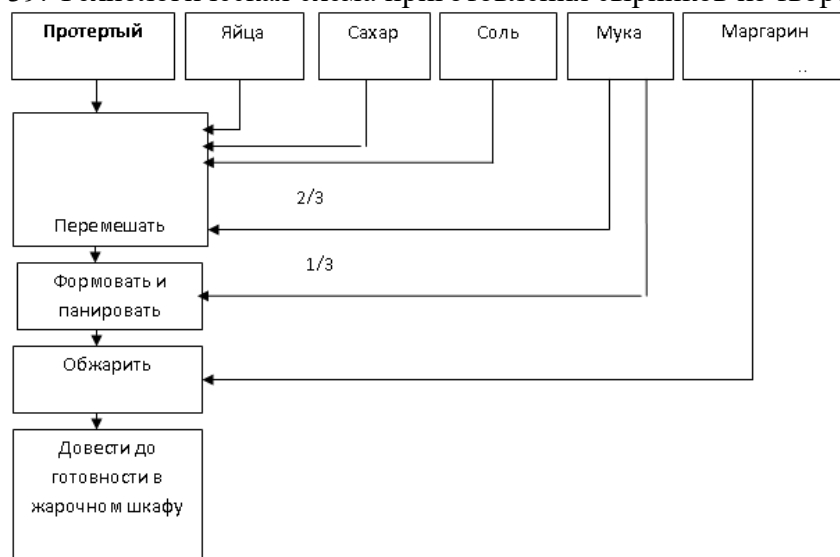 Протертый
Яйца
Сахар
Соль
Мука
Маргарин
..
2/3
Перемешать
1/3
Формовать и
панировать
Обжарить
Довести до
готовности в
жарочном шкафу